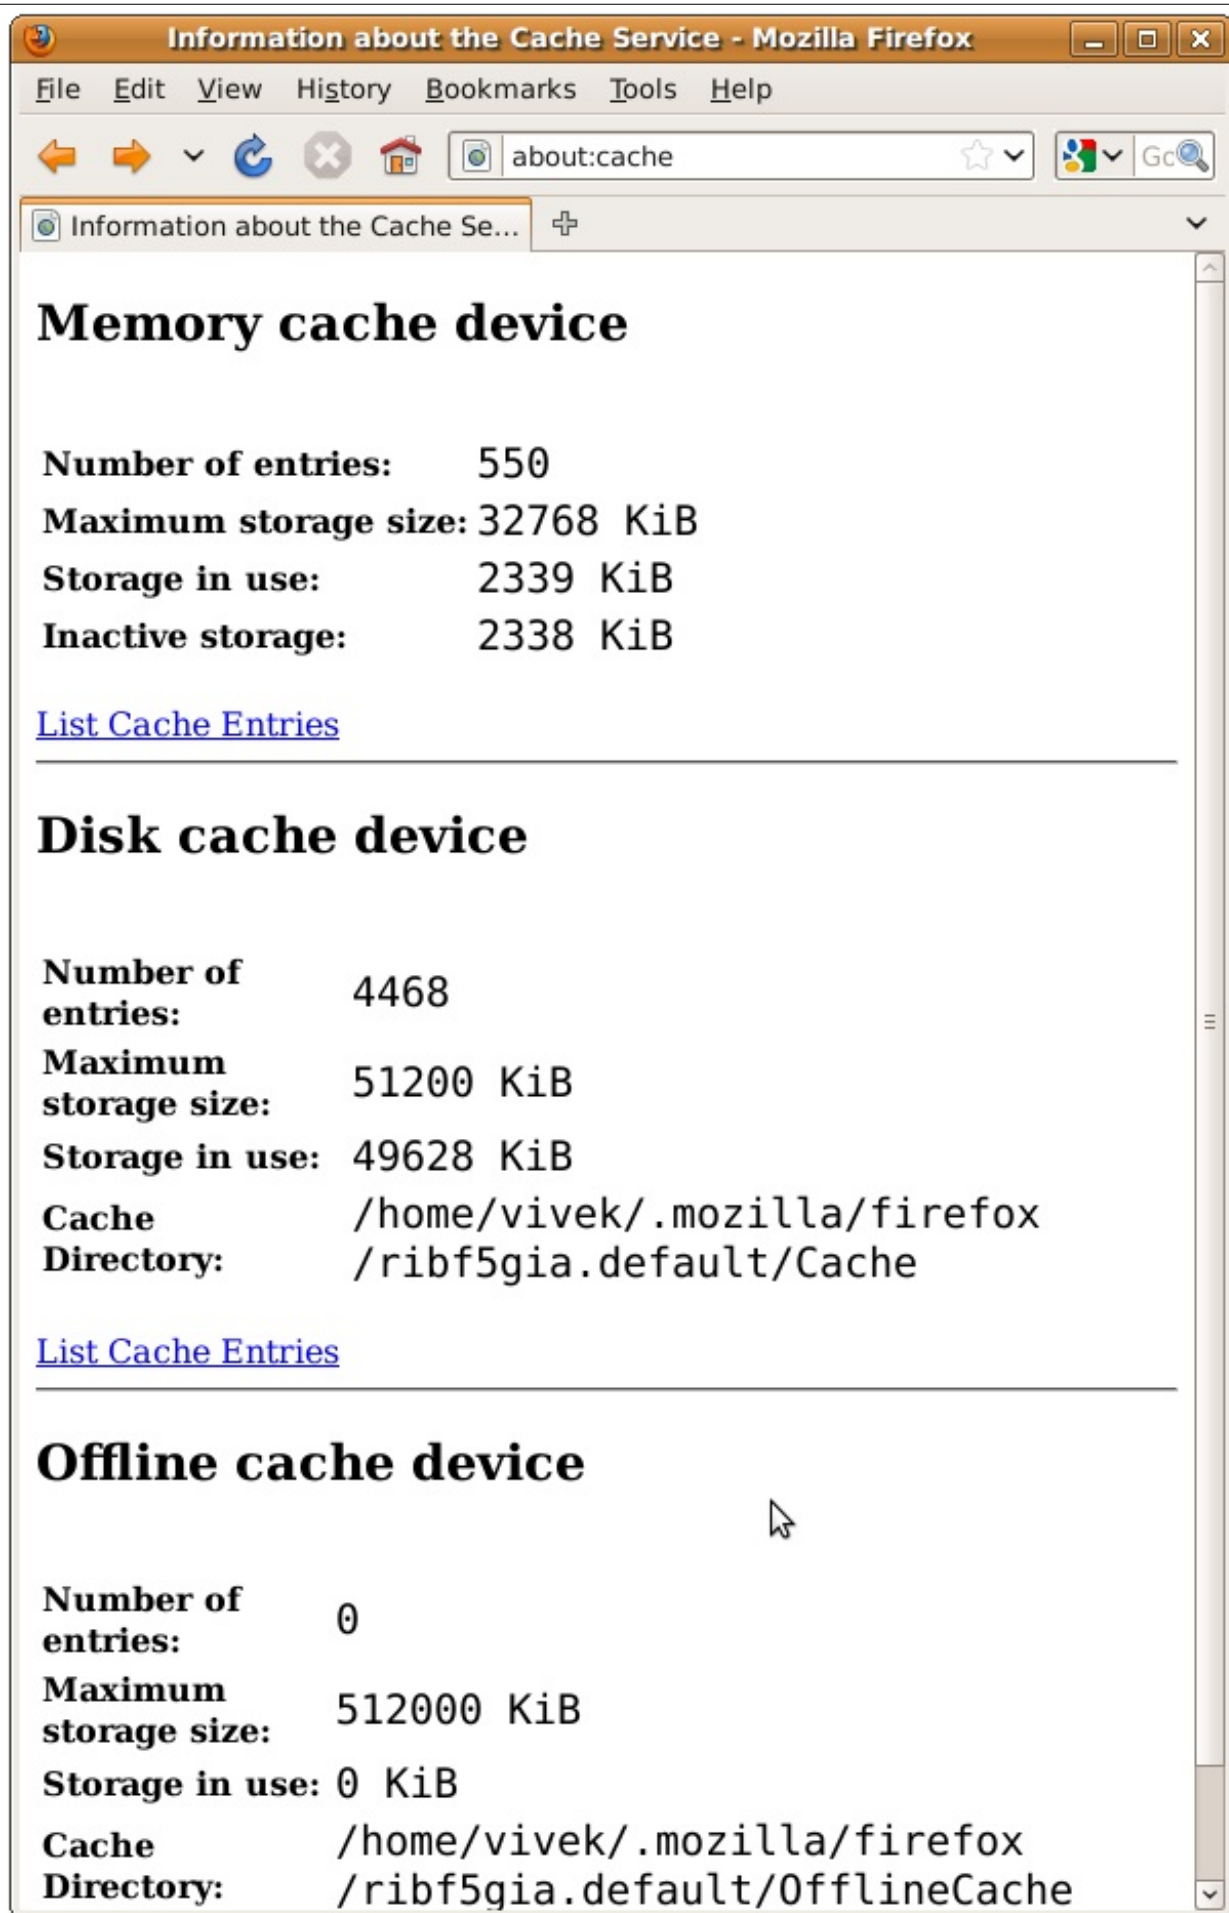 Information about the Cache Service - Mozilla Firefox
File Edit View History Bookmarks Tools Help
about:cache
Go
Information about the Cache Se...
Memory cache device
Number of entries: 550
Maximum storage size: 32768 KiB
Storage in use: 2339 KiB
Inactive storage: 2338 KiB
List Cache Entries
Disk cache device
Number of
entries: 4468
Maximum
storage size: 51200 KiB
Storage in use: 49628 KiB
Cache /home/vivek/.mozilla/firefox
Directory: /ribf5gia.default/Cache
List Cache Entries
Offline cache device
Number of
entries: 0
Maximum
storage size: 512000 KiB
Storage in use: 0 KiB
Cache /home/vivek/.mozilla/firefox
Directory: /ribf5gia.default/OfflineCache